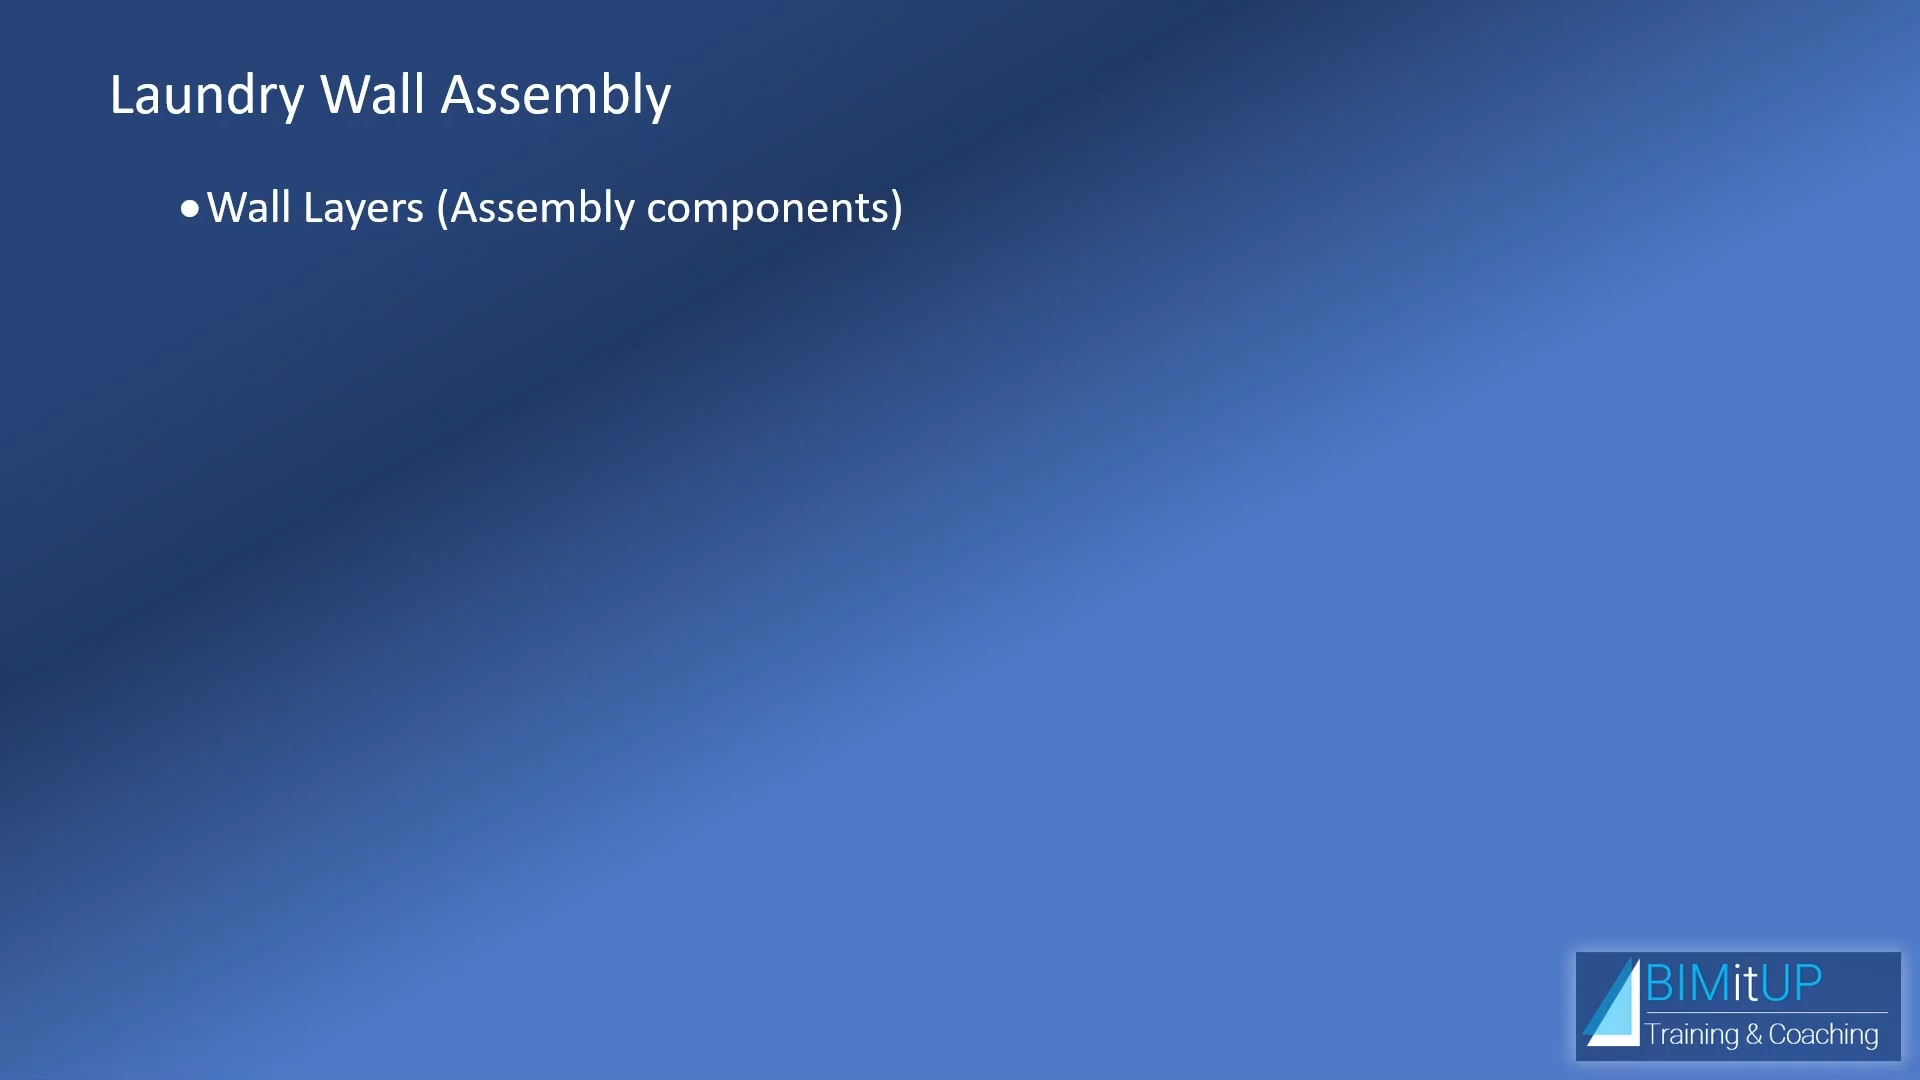 Laundry Wall Assembly
•Wall Layers (Assembly components)
BIMitUP
Training & Coaching